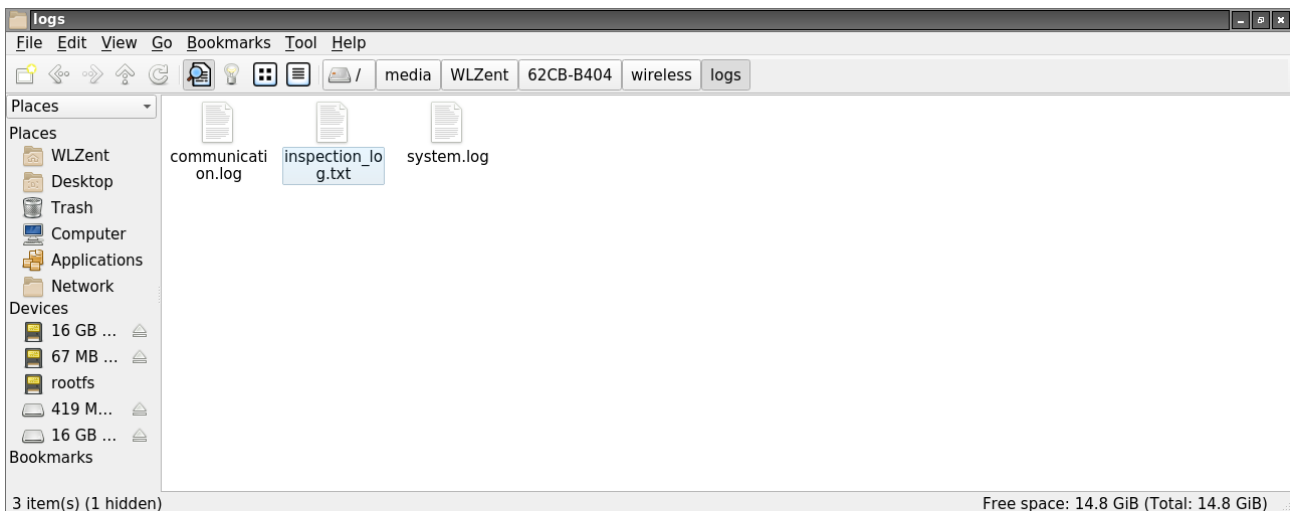 logs
File Edit View Go Bookmarks Tool Help
/ media WLZent 62CB-B404 wireless logs
Places
Places
WLZent
Desktop
Trash
Computer
Applications
Network
Devices
16 GB ...
67 MB ...
rootfs
419 M...
16 GB ...
Bookmarks
communicati
on.log
inspection_lo
g.txt
system.log
3 item(s) (1 hidden) Free space: 14.8 GiB (Total: 14.8 GiB)